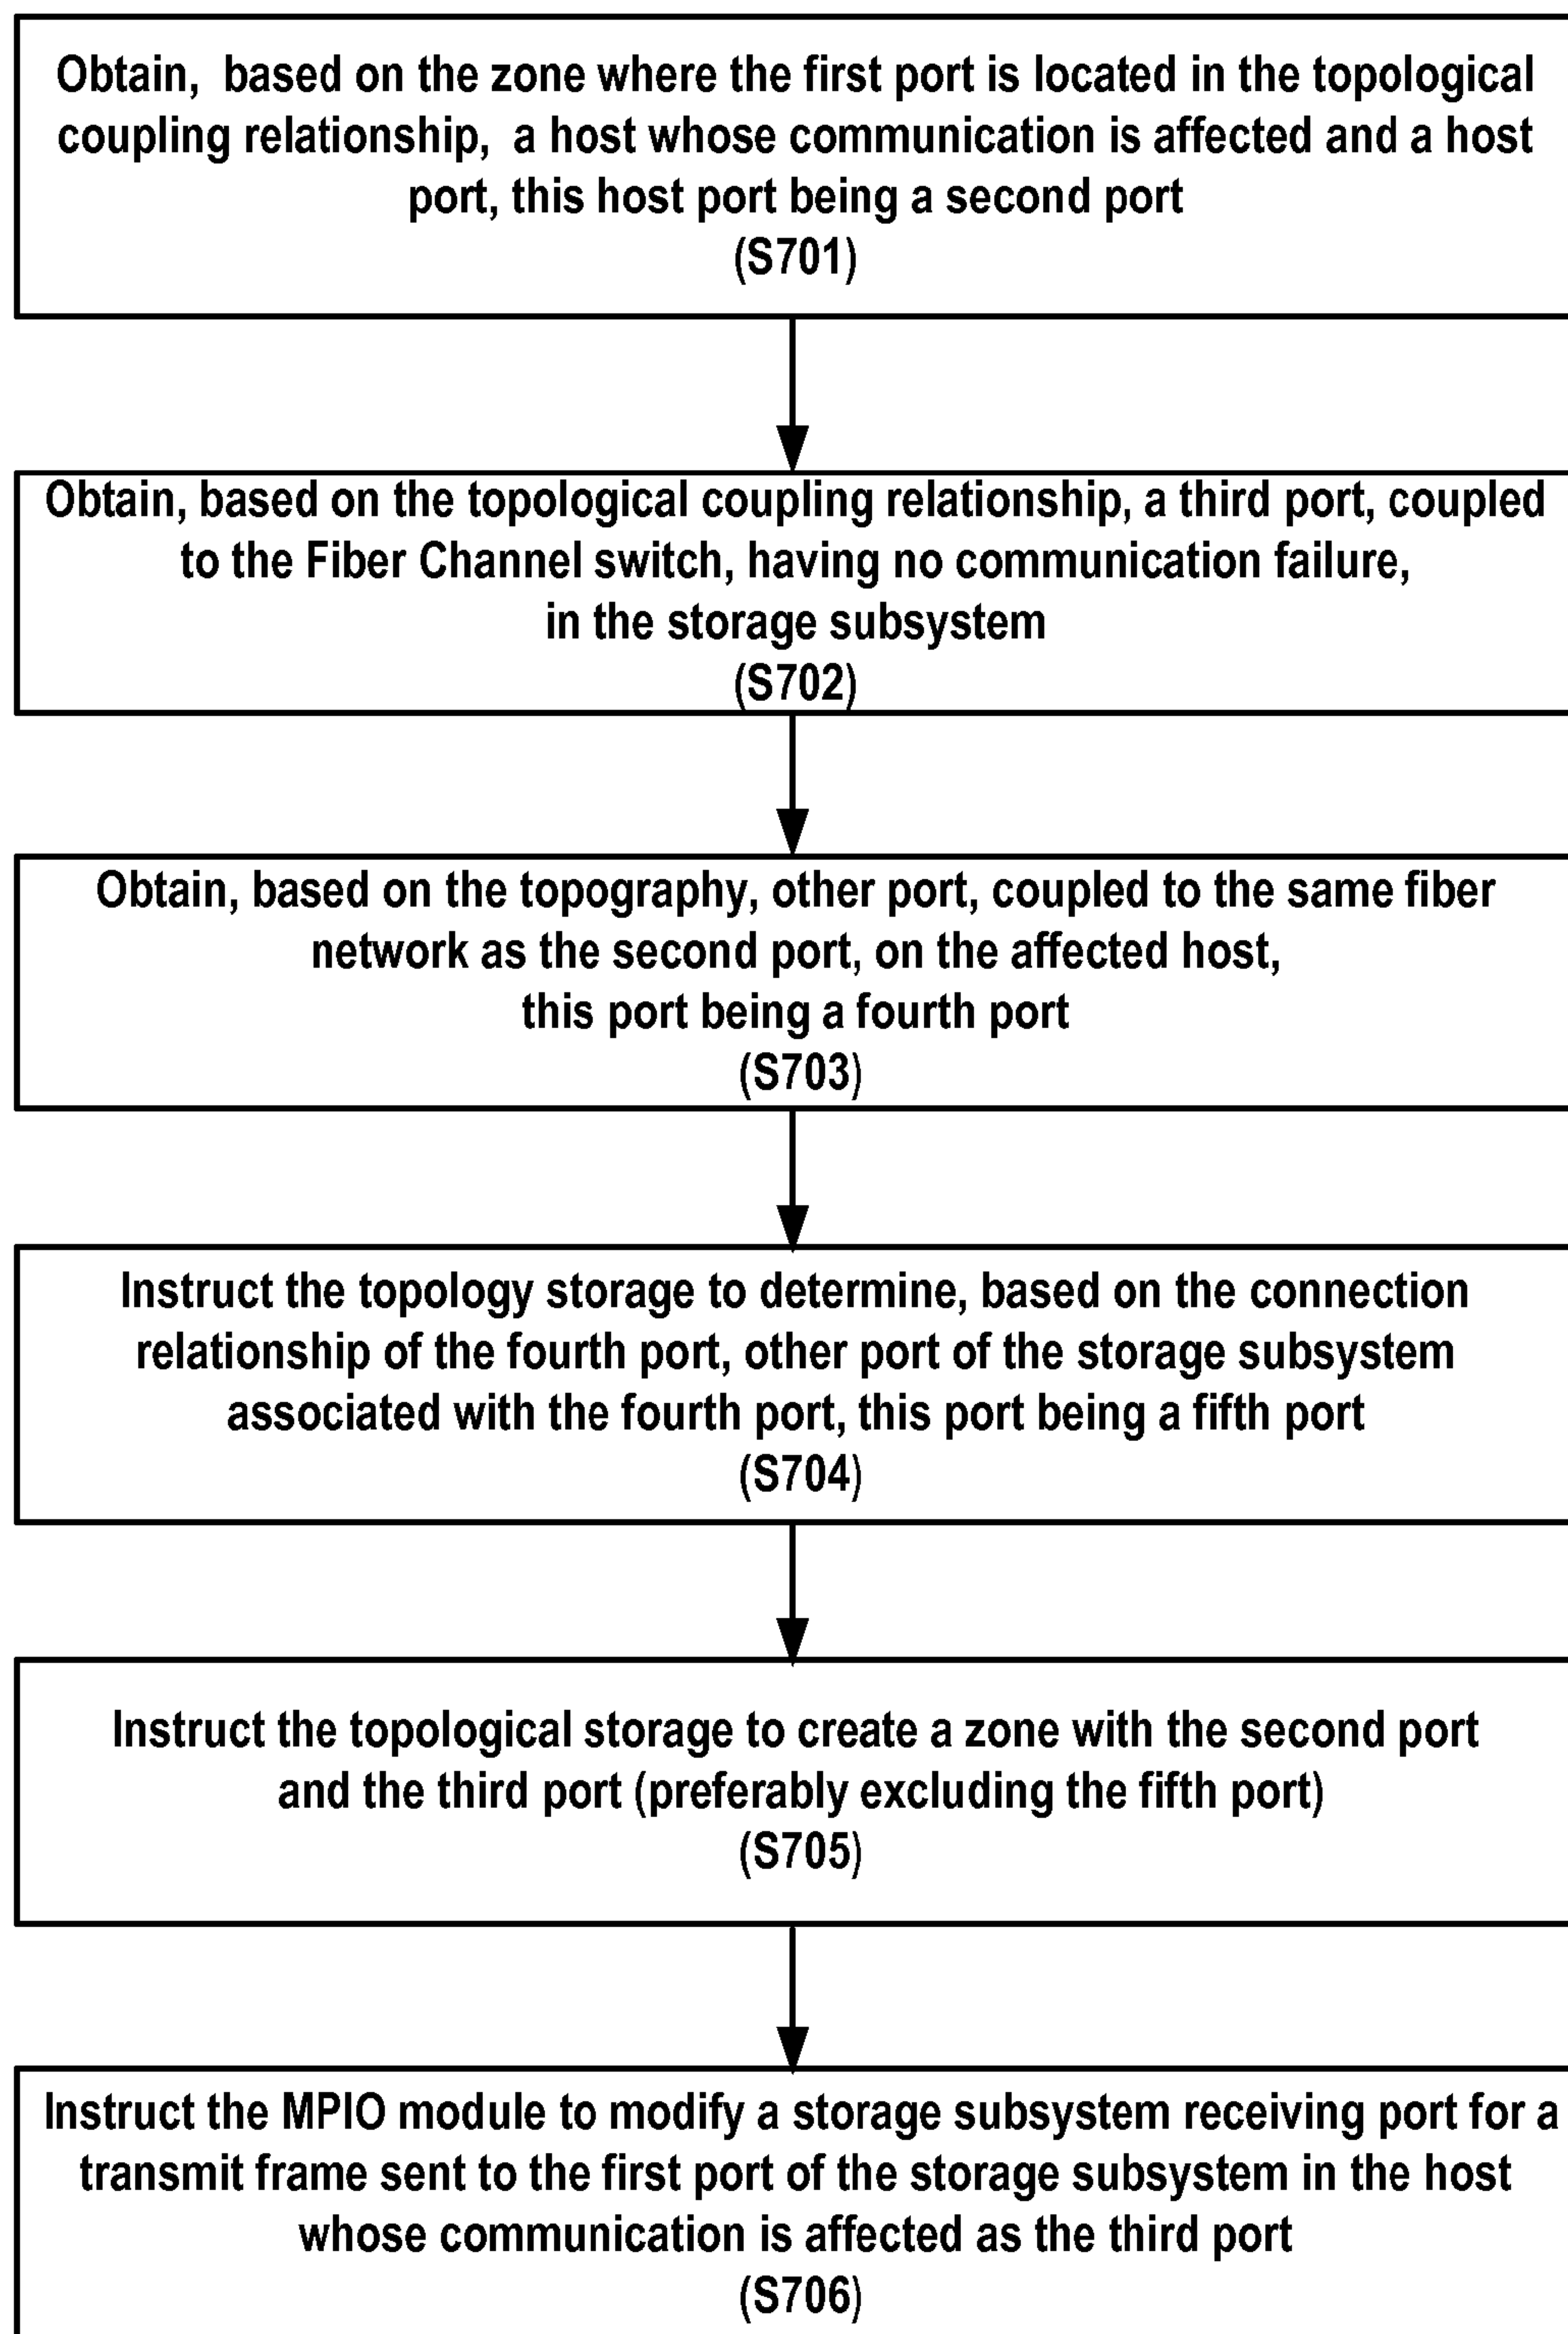 Obtain, based on the zone where the first port is located in the topological
coupling relationship, a host whose communication is affected and a host
port, this host port being a second port
(S701)
Obtain, based on the topological coupling relationship, a third port, coupled
to the Fiber Channel switch, having no communication failure,
in the storage subsystem
(S702)
Obtain, based on the topography, other port, coupled to the same fiber
network as the second port, on the affected host,
this port being a fourth port
(S703)
Instruct the topology storage to determine, based on the connection
relationship of the fourth port, other port of the storage subsystem
associated with the fourth port, this port being a fifth port
(S704)
Instruct the topological storage to create a zone with the second port
and the third port (preferably excluding the fifth port)
(S705)
Instruct the MPIO module to modify a storage subsystem receiving port for a
transmit frame sent to the first port of the storage subsystem in the host
whose communication is affected as the third port
(S706)